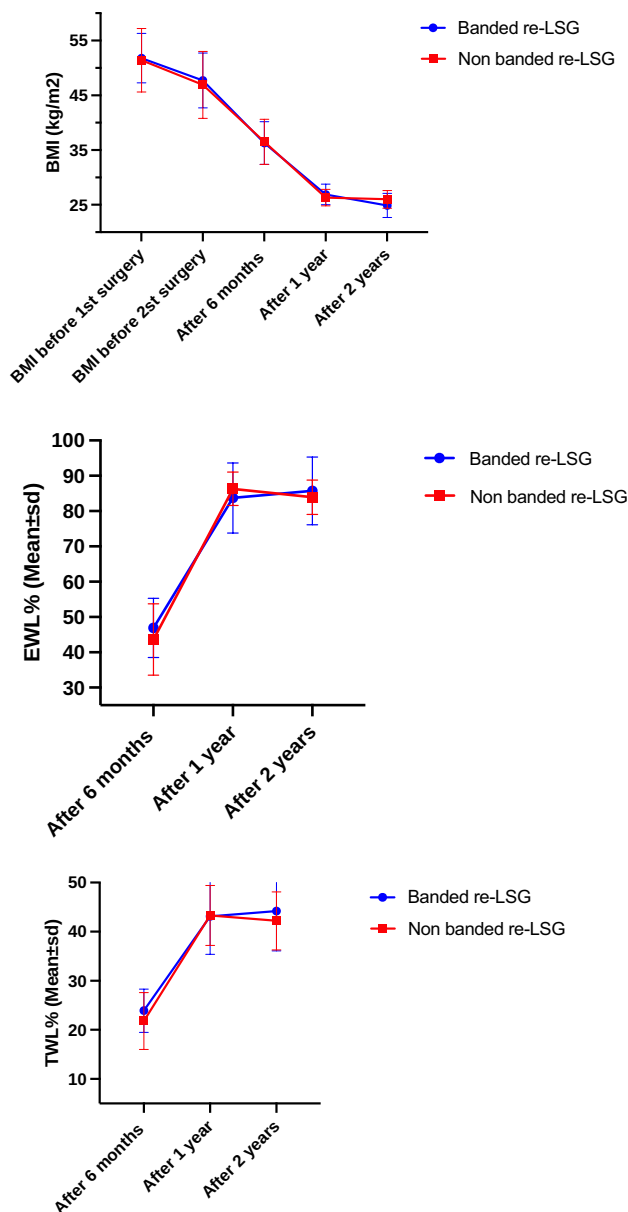 55
45
35
25
BMI (kg/m2)
Banded re-LSG
Non banded re-LSG
BMI before 1st surgery
BMI before 2st surgery
After 6 months
After 1 year
After 2 years
100
90
80
70
60
50
40
30
EWL% (Mean±sd)
Banded re-LSG
Non banded re-LSG
After 6 months
After 1 year
After 2 years
50
40
30
20
10
TWL% (Mean±sd)
Banded re-LSG
Non banded re-LSG
After 6 months
After 1 year
After 2 years